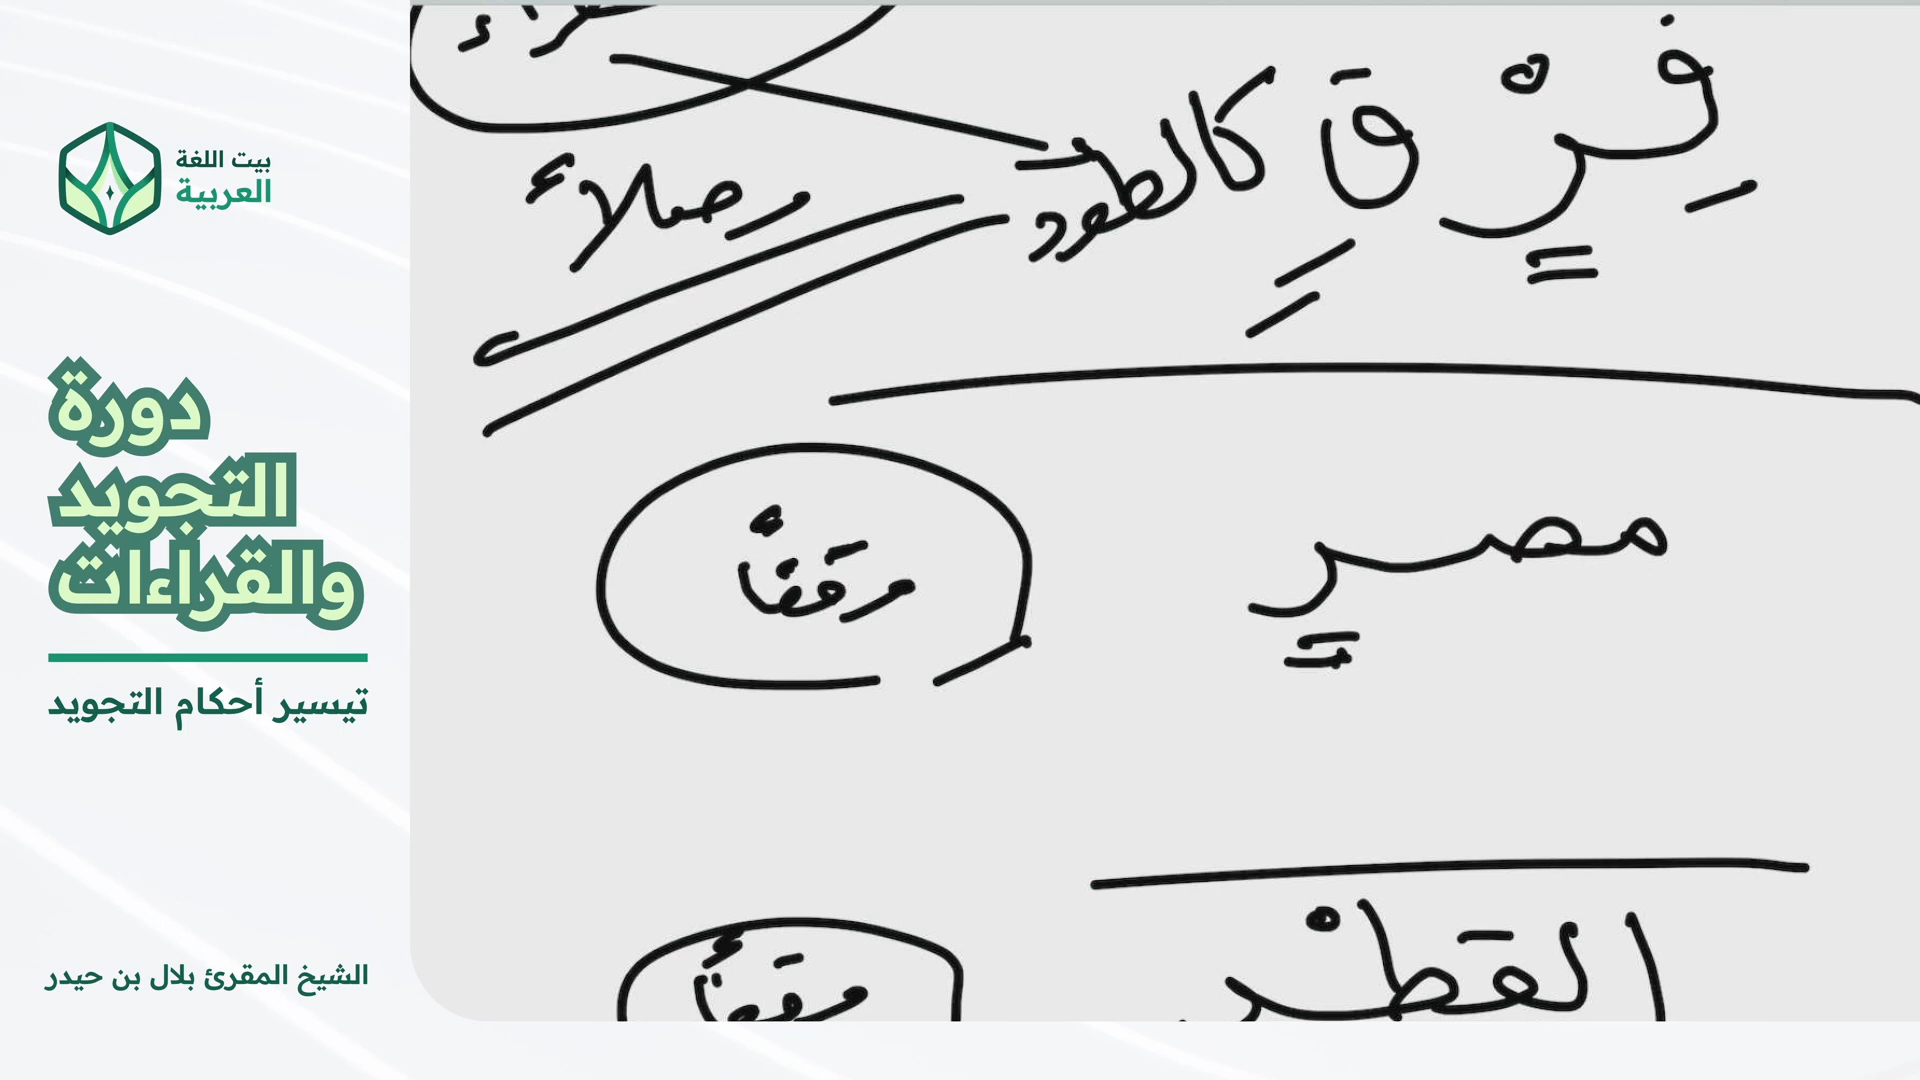 بيت اللغة
العربية
دورة
التجويد
والقراءات
تيسير أحكام التجويد
الشيخ المقرئ بلال بن حيدر
فِرْقٍ كالطود
وصلاً
مصر
وقفاً
القطْر
وقفاً